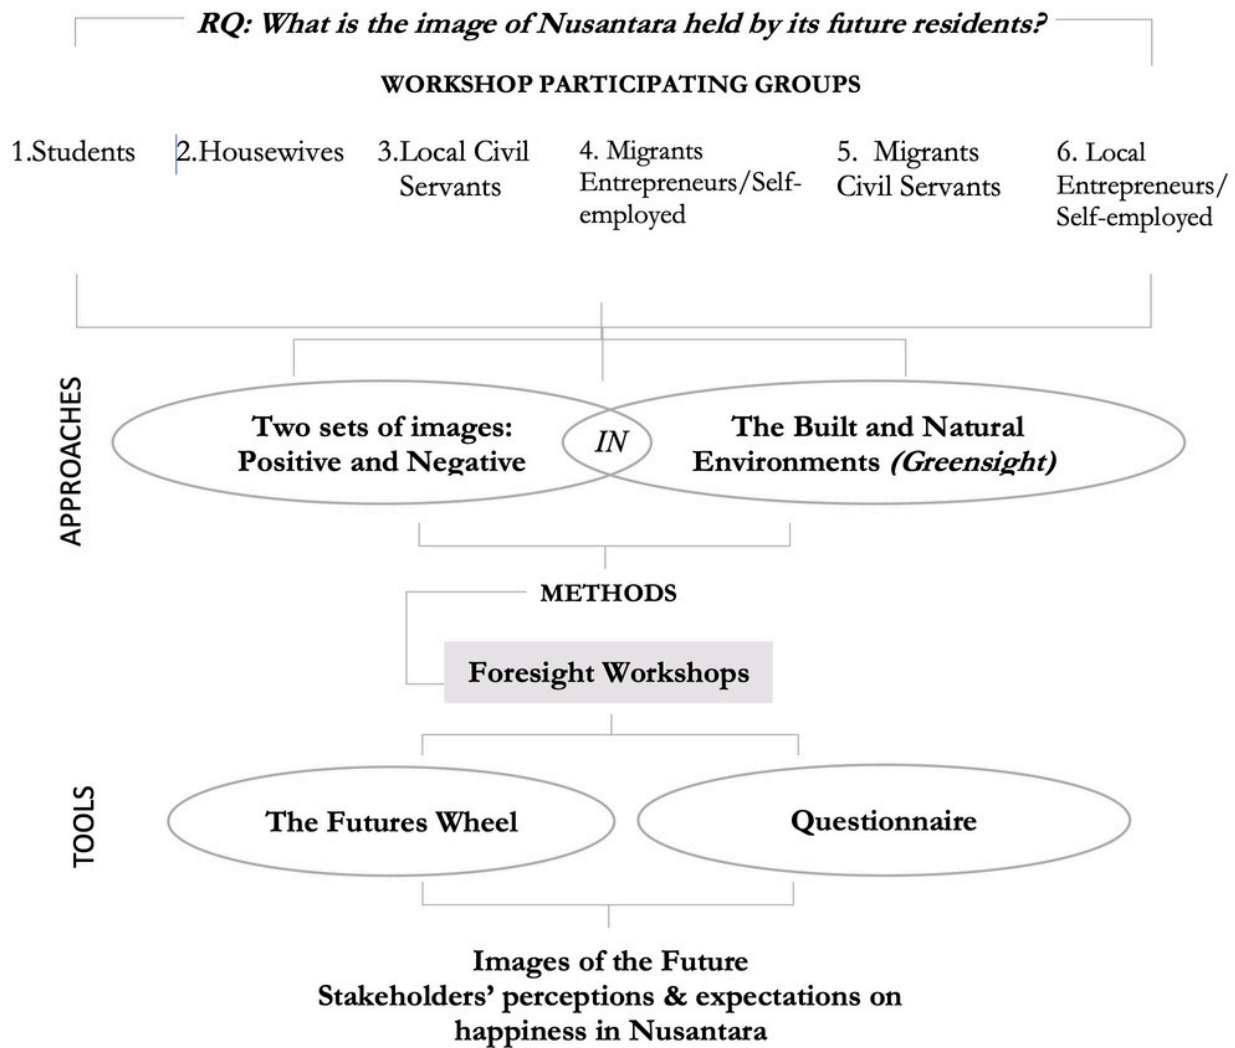 RQ: What is the image of Nusantara held by its future residents?
WORKSHOP PARTICIPATING GROUPS
1.Students
2.Housewives
3.Local Civil
Servants
4. Migrants
Entrepreneurs/Self-
employed
5. Migrants
Civil Servants
6. Local
Entrepreneurs/
Self-employed
APPROACHES
Two sets of images:
Positive and Negative
IN
The Built and Natural
Environments (Greensight)
METHODS
Foresight Workshops
TOOLS
The Futures Wheel
Questionnaire
Images of the Future
Stakeholders’ perceptions & expectations on
happiness in Nusantara